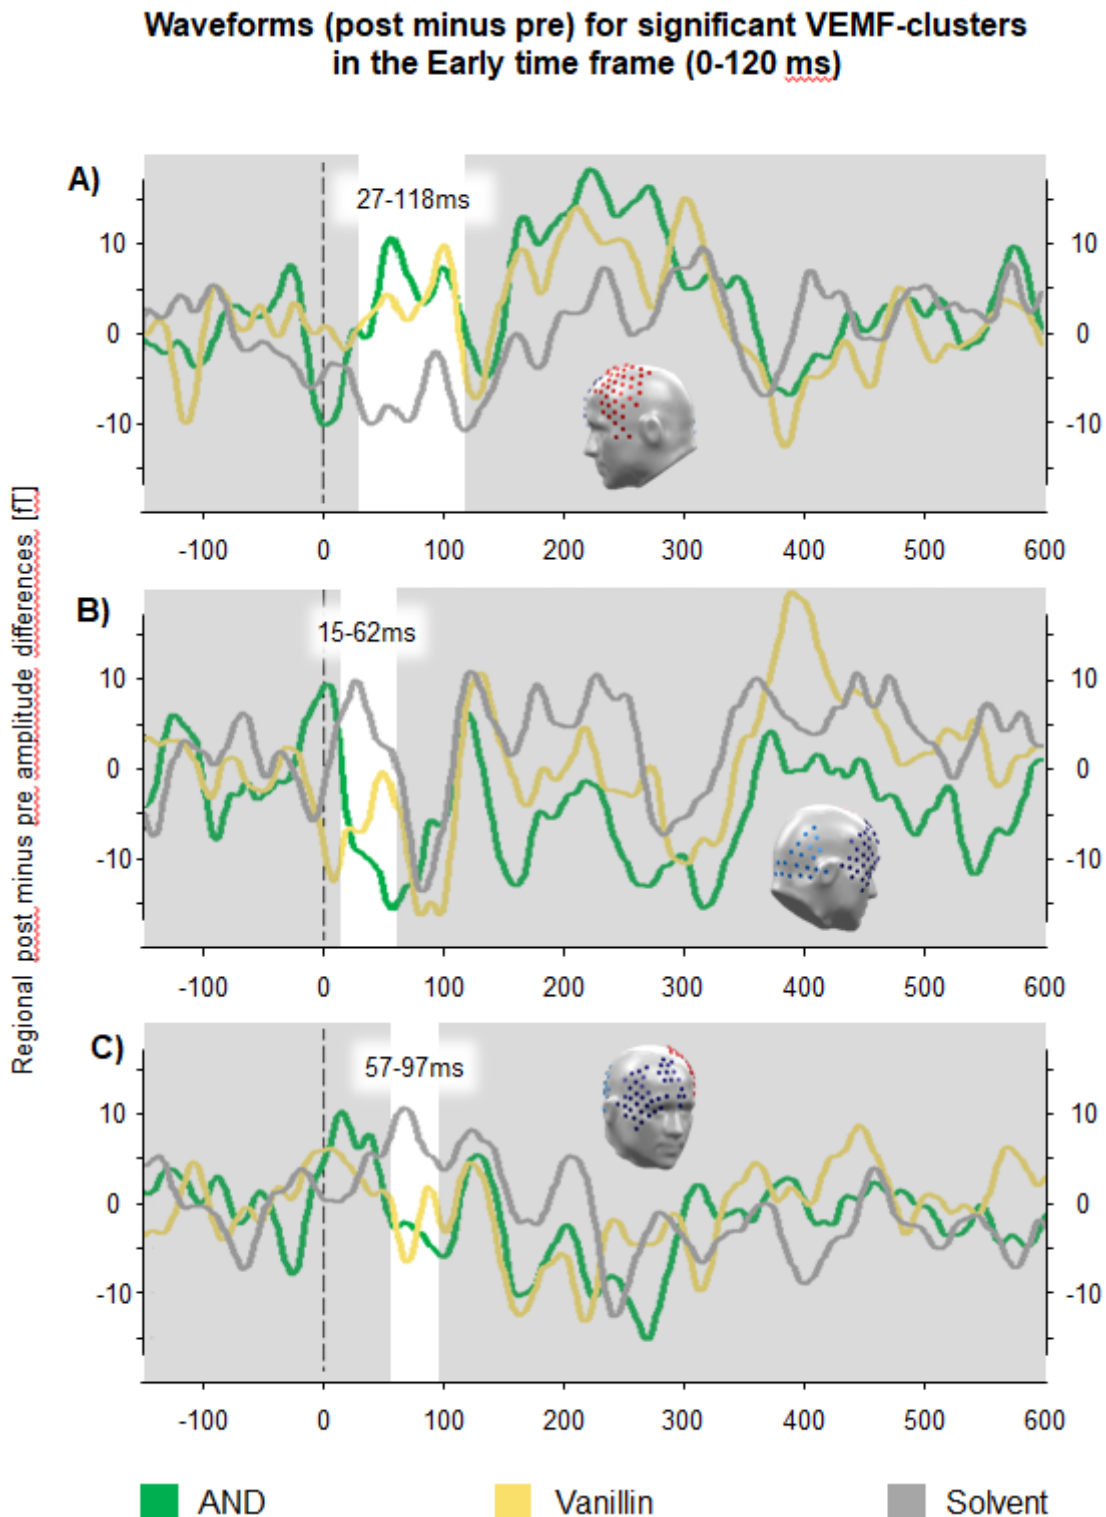 Waveforms (post minus pre) for significant VEMF-clusters
in the Early time frame (0-120 ms)
A)
27-118ms
10 10
0 0
-10 -10
-100 0 100 200 300 400 500 600
Regional post minus pre amplitude differences [fT]
B)
15-62ms
10 10
0 0
-10 -10
-100 0 100 200 300 400 500 600
C)
57-97ms
10 10
0 0
-10 -10
-100 0 100 200 300 400 500 600
AND Vanillin Solvent